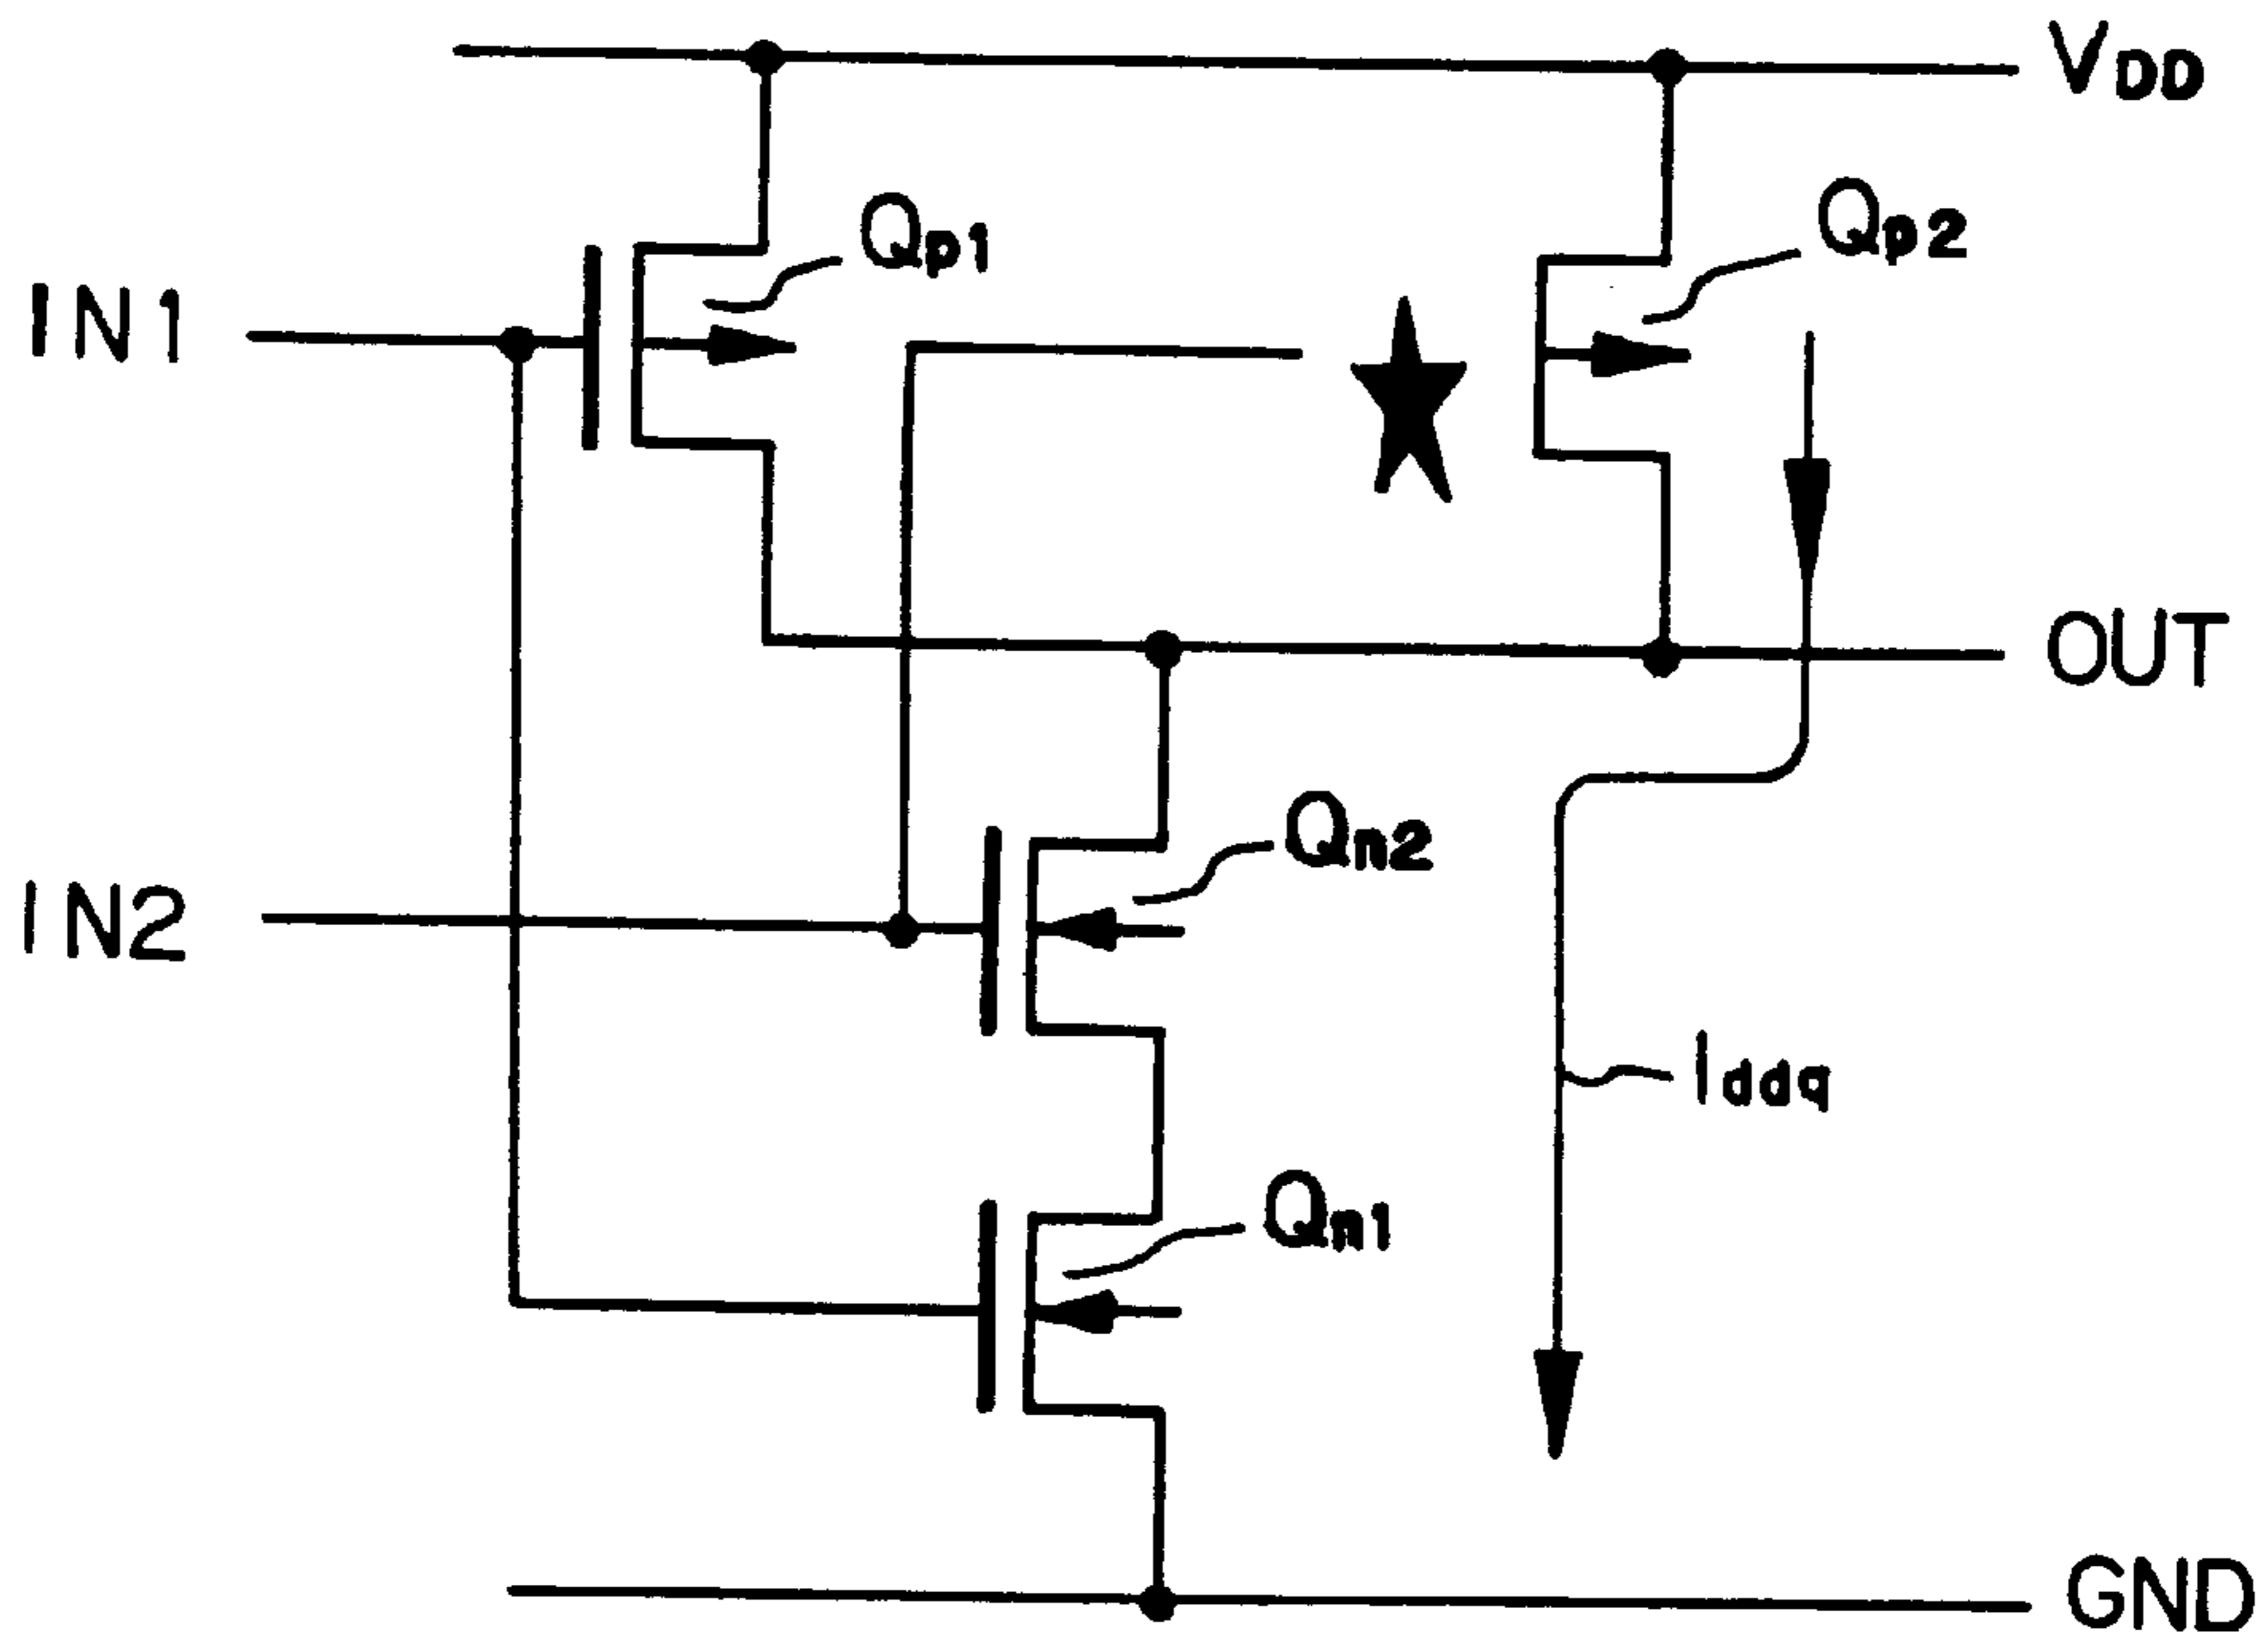 VDD
Qp1
Qp2
IN1
OUT
Qn2
IN2
Iddq
Qn1
GND